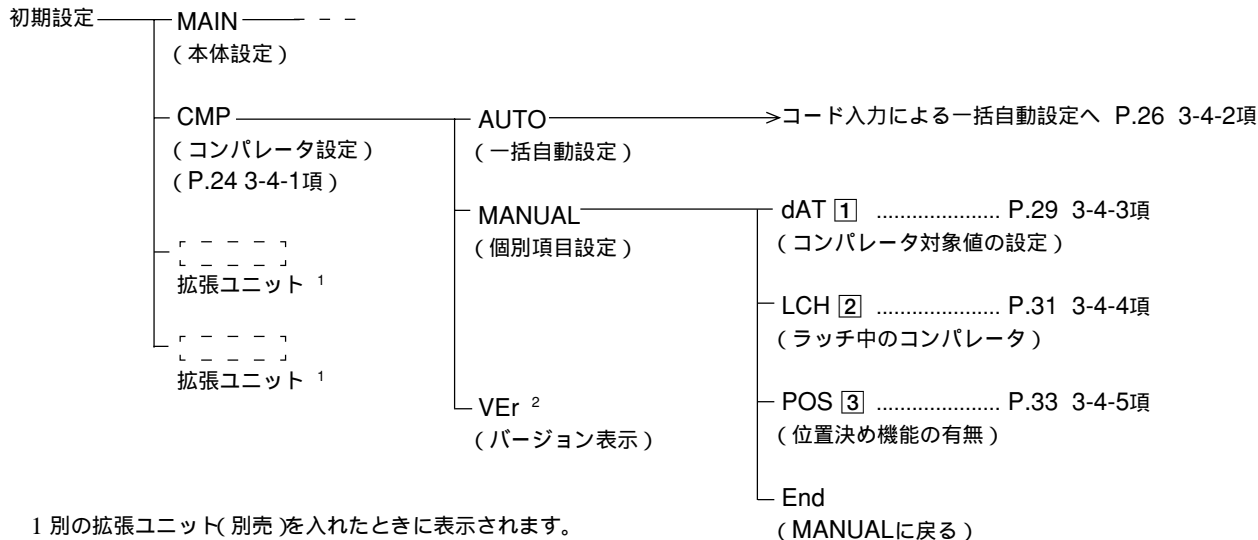 初期設定
MAIN
(本体設定)
CMP
(コンパレータ設定)
(P.24 3-4-1項)
拡張ユニット 1
拡張ユニット 1
AUTO
(一括自動設定)
コード入力による一括自動設定へ P.26 3-4-2項
MANUAL
(個別項目設定)
VEr 2
(バージョン表示)
dAT 1 ..................... P.29 3-4-3項
(コンパレータ対象値の設定)
LCH 2 ..................... P.31 3-4-4項
(ラッチ中のコンパレータ)
POS 3 ..................... P.33 3-4-5項
(位置決め機能の有無)
End
(MANUALに戻る)
1 別の拡張ユニット(別売)を入れたときに表示されます。